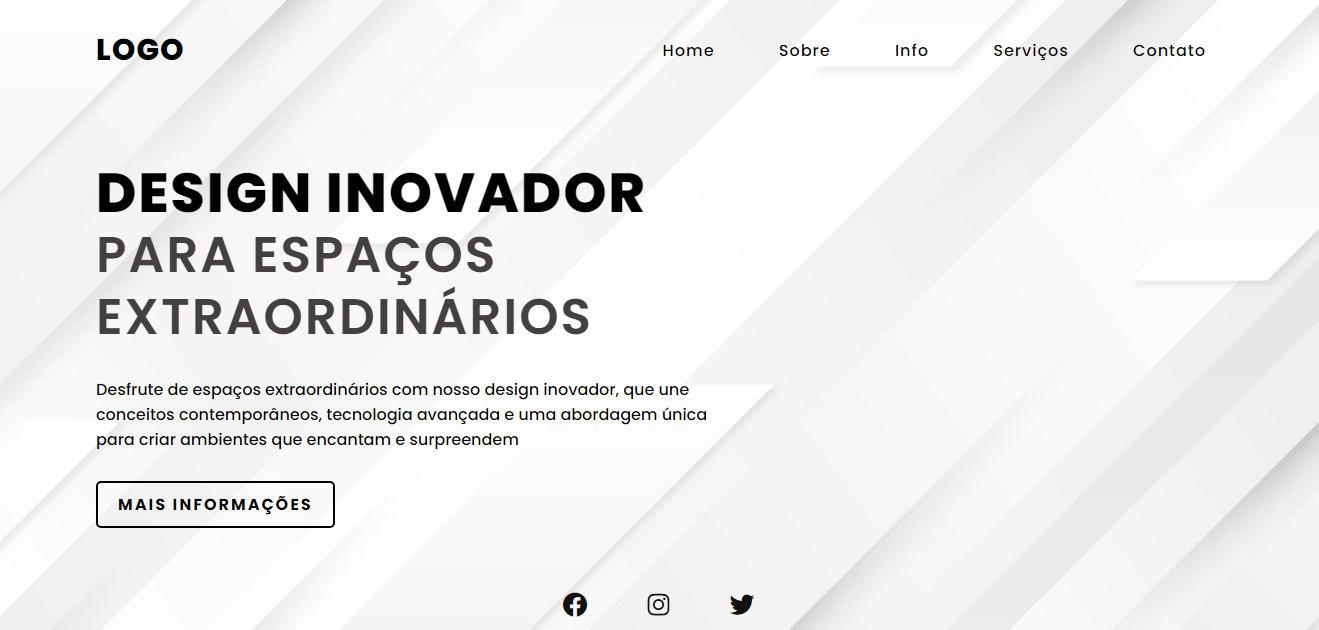 LOGO
Home Sobre Info Serviços Contato
DESIGN INOVADOR
PARA ESPAÇOS
EXTRAORDINÁRIOS
Desfrute de espaços extraordinários com nosso design inovador, que une
conceitos contemporâneos, tecnologia avançada e uma abordagem única
para criar ambientes que encantam e surpreendem
MAIS INFORMAÇÕES